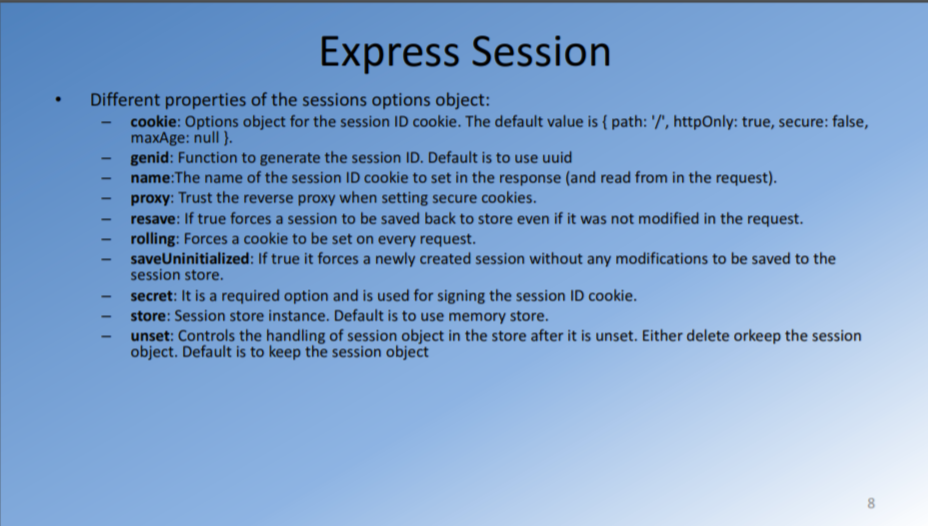 Express Session
• Different properties of the sessions options object:
– cookie: Options object for the session ID cookie. The default value is { path: '/', httpOnly: true, secure: false,
maxAge: null }.
– genid: Function to generate the session ID. Default is to use uuid
– name:The name of the session ID cookie to set in the response (and read from in the request).
– proxy: Trust the reverse proxy when setting secure cookies.
– resave: If true forces a session to be saved back to store even if it was not modified in the request.
– rolling: Forces a cookie to be set on every request.
– saveUninitialized: If true it forces a newly created session without any modifications to be saved to the
session store.
– secret: It is a required option and is used for signing the session ID cookie.
– store: Session store instance. Default is to use memory store.
– unset: Controls the handling of session object in the store after it is unset. Either delete orkeep the session
object. Default is to keep the session object
8